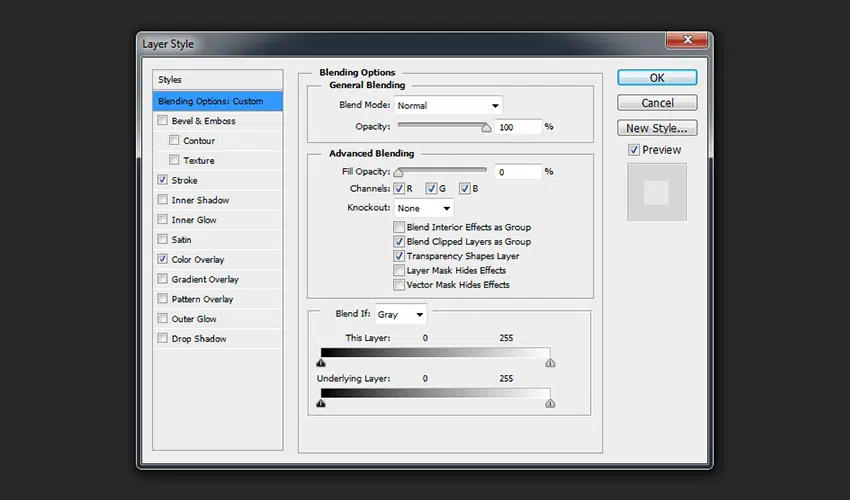 Layer Style
Styles
Blending Options: Custom
Bevel & Emboss
Contour
Texture
Stroke
Inner Shadow
Inner Glow
Satin
Color Overlay
Gradient Overlay
Pattern Overlay
Outer Glow
Drop Shadow
Blending Options
General Blending
Blend Mode: Normal
Opacity: 100 %
Advanced Blending
Fill Opacity: 0 %
Channels: R G B
Knockout: None
Blend Interior Effects as Group
Blend Clipped Layers as Group
Transparency Shapes Layer
Layer Mask Hides Effects
Vector Mask Hides Effects
Blend If: Gray
This Layer: 0 255
Underlying Layer: 0 255
OK
Cancel
New Style...
Preview